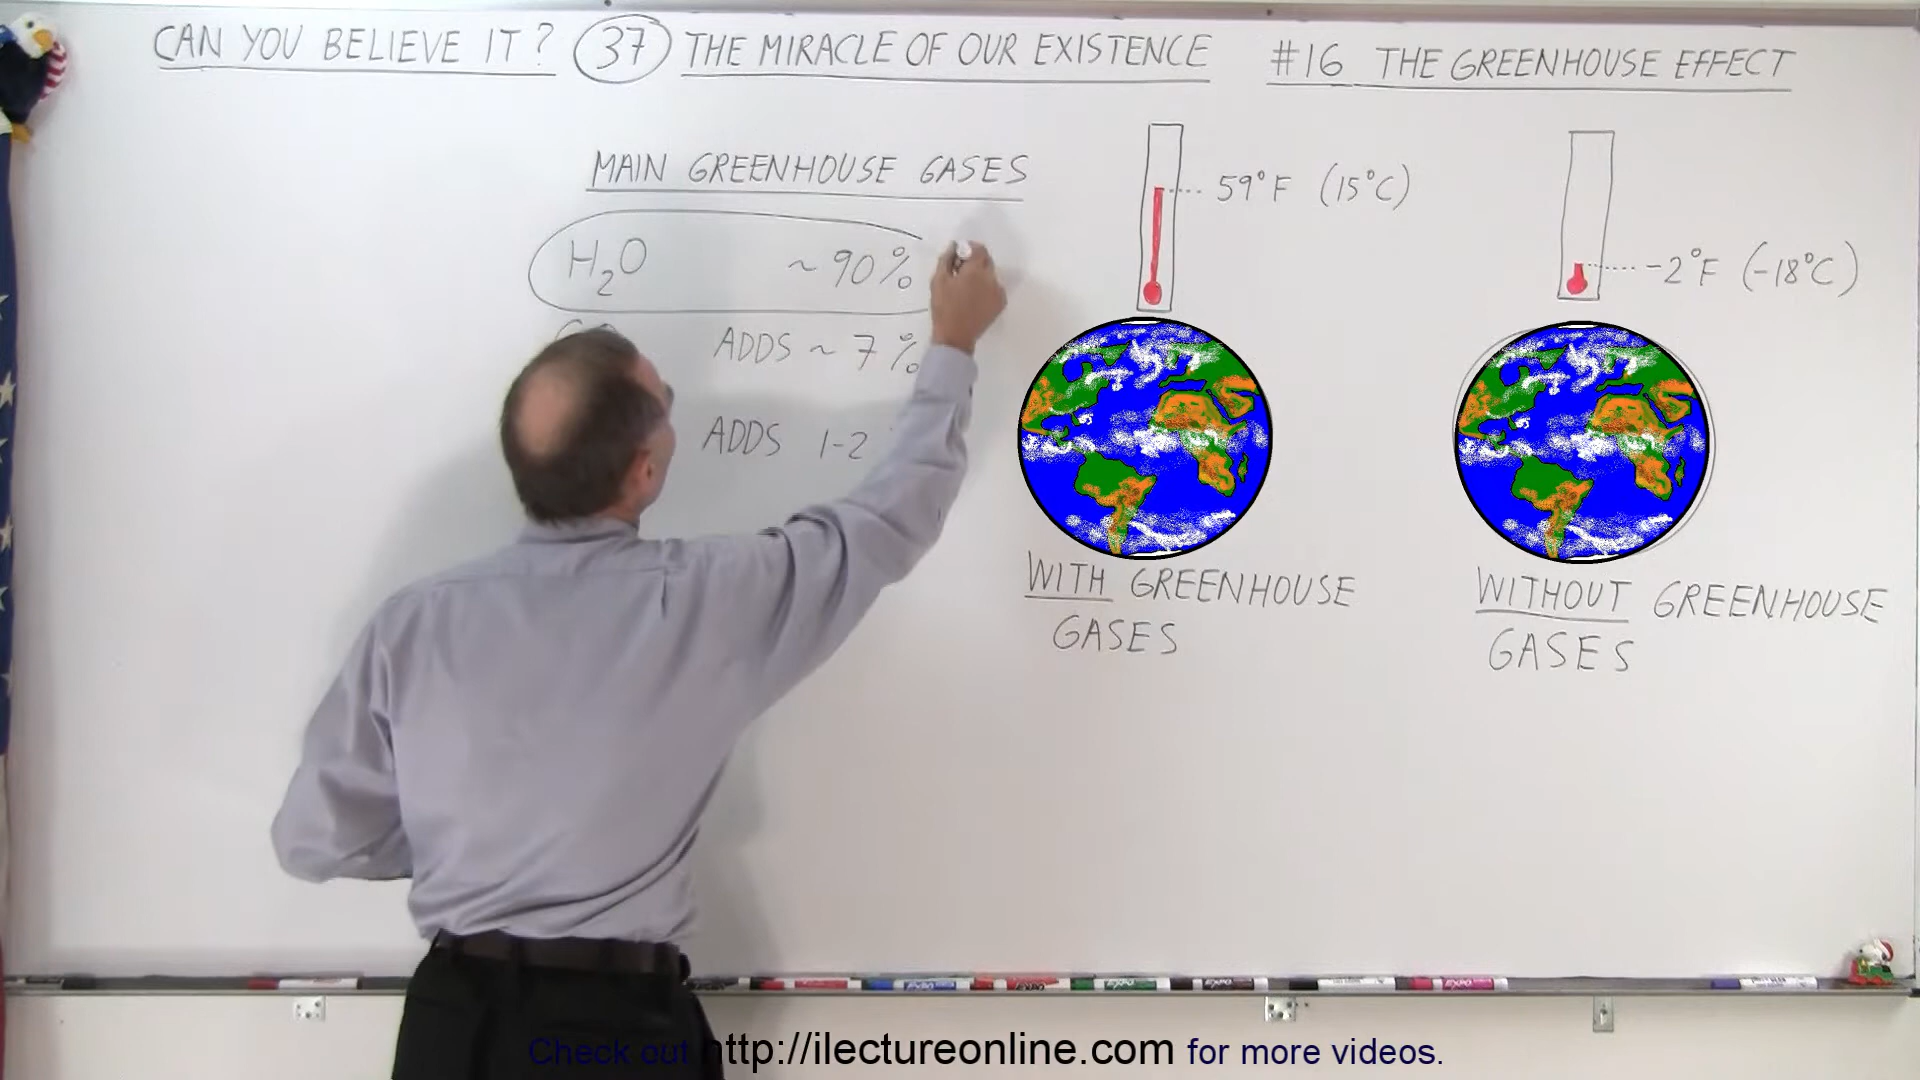 CAN YOU BELIEVE IT? 37 THE MIRACLE OF OUR EXISTENCE #16 THE GREENHOUSE EFFECT
MAIN GREENHOUSE GASES
H₂O ~90%
ADDS ~ 7%
ADDS 1-2
59°F (15°C)
-2°F (-18°C)
WITH GREENHOUSE
GASES
WITHOUT GREENHOUSE
GASES
Check out http://ilectureonline.com for more videos.